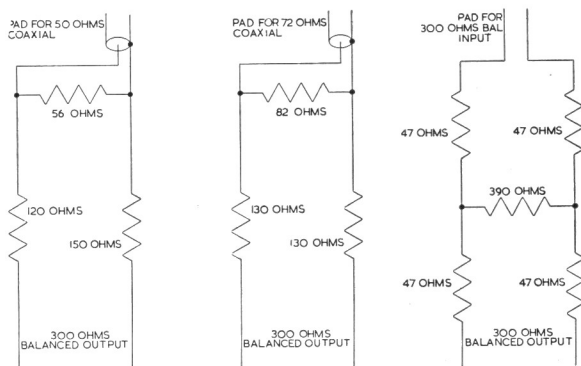 PAD FOR 50 OHMS
COAXIAL
56 OHMS
120 OHMS
150 OHMS
300 OHMS
BALANCED OUTPUT
PAD FOR 72 OHMS
COAXIAL
82 OHMS
130 OHMS
130 OHMS
300 OHMS
BALANCED OUTPUT
PAD FOR
300 OHMS BAL
INPUT
47 OHMS
47 OHMS
390 OHMS
47 OHMS
47 OHMS
300 OHMS
BALANCED OUTPUT